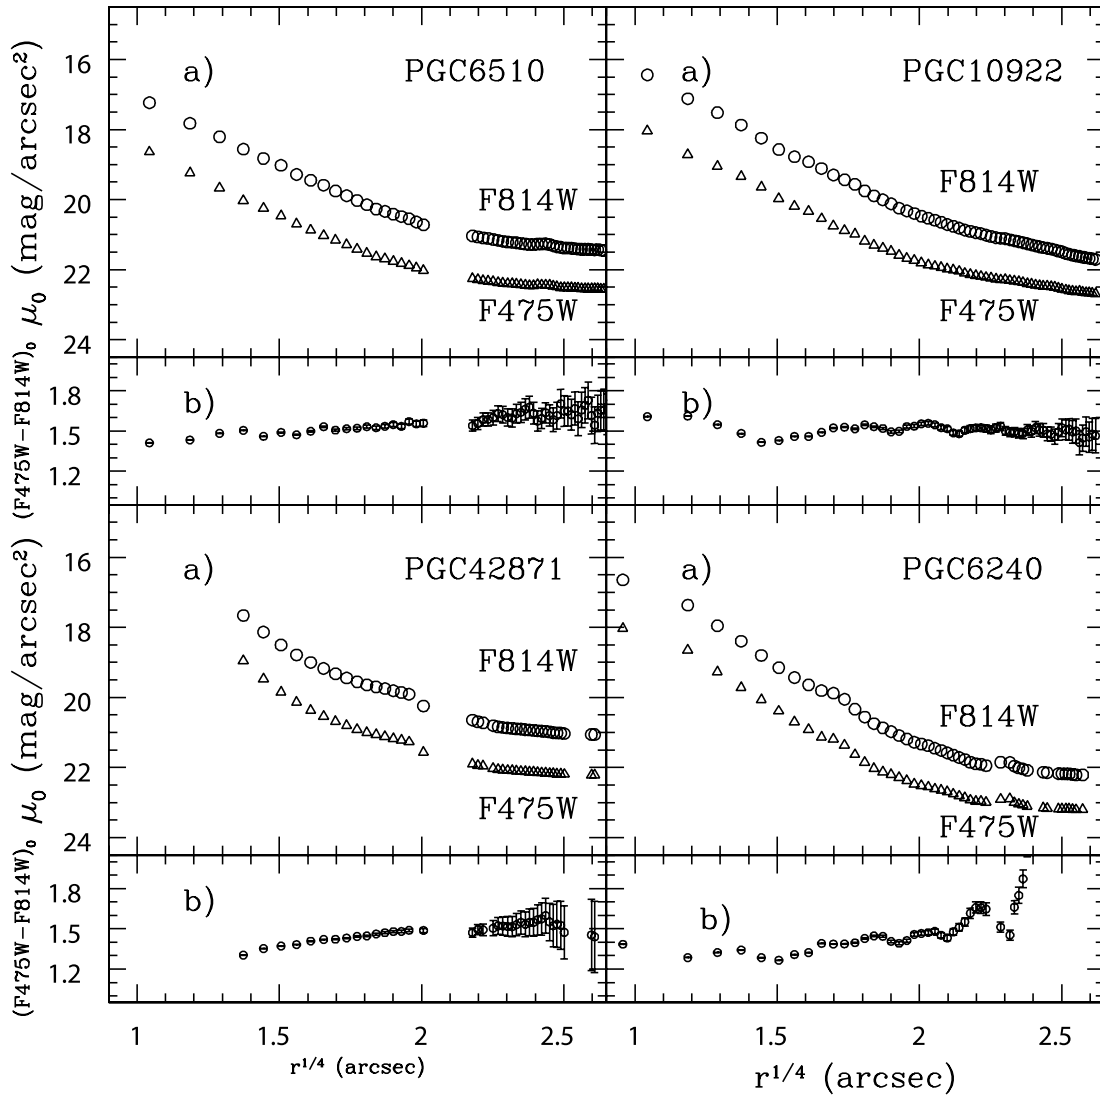 a) PGC6510
F814W
F475W
a) PGC10922
F814W
F475W
16
18
20
22
24
μ₀ (mag/arcsec²)
b)
b)
1.8
1.5
1.2
(F475W−F814W)₀
a) PGC42871
F814W
F475W
a) PGC6240
F814W
F475W
16
18
20
22
24
μ₀ (mag/arcsec²)
b)
b)
1.8
1.5
1.2
(F475W−F814W)₀
1 1.5 2 2.5 1 1.5 2 2.5
r^1/4 (arcsec)
r^1/4 (arcsec)